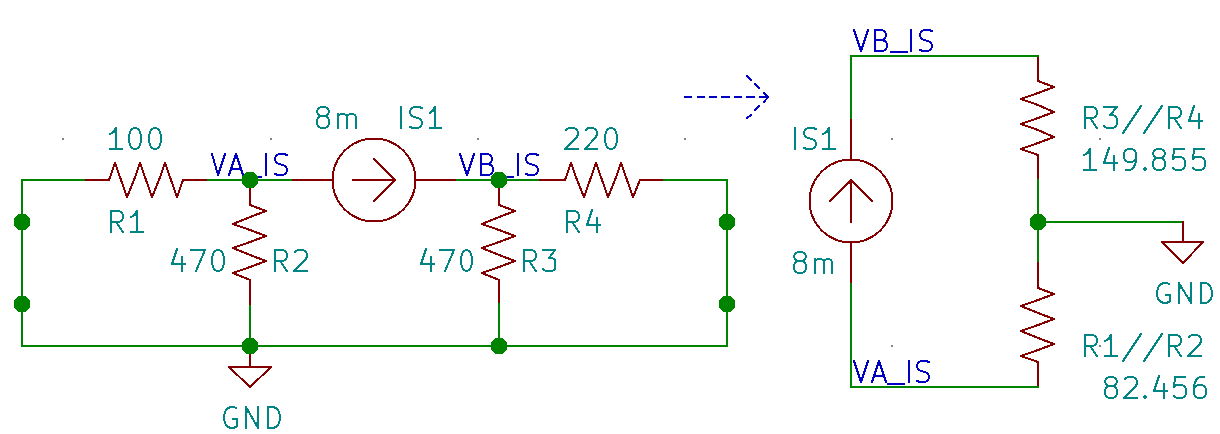 8m IS1
100
220
VA_IS
VB_IS
R1
R4
470 R2
470 R3
GND
VB_IS
IS1
R3//R4
149.855
8m
GND
R1//R2
VA_IS
82.456